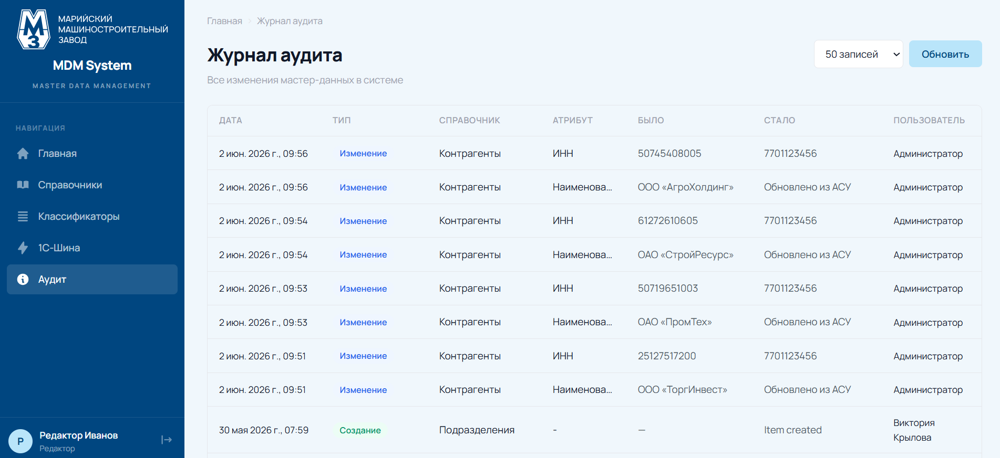 МАРИЙСКИЙ
МАШИНОСТРОИТЕЛЬНЫЙ
ЗАВОД
MDM System
MASTER DATA MANAGEMENT
НАВИГАЦИЯ
Главная
Справочники
Классификаторы
1С-Шина
Аудит
Р
Редактор Иванов
Редактор
Главная > Журнал аудита
Журнал аудита
50 записей
Обновить
Все изменения мастер-данных в системе
ДАТА ТИП СПРАВОЧНИК АТРИБУТ БЫЛО СТАЛО ПОЛЬЗОВАТЕЛЬ
2 июн. 2026 г., 09:56 Изменение Контрагенты ИНН 50745408005 7701123456 Администратор
2 июн. 2026 г., 09:56 Изменение Контрагенты Наименова... ООО «АгроХолдинг» Обновлено из АСУ Администратор
2 июн. 2026 г., 09:54 Изменение Контрагенты ИНН 61272610605 7701123456 Администратор
2 июн. 2026 г., 09:54 Изменение Контрагенты Наименова... ОАО «СтройРесурс» Обновлено из АСУ Администратор
2 июн. 2026 г., 09:53 Изменение Контрагенты ИНН 50719651003 7701123456 Администратор
2 июн. 2026 г., 09:53 Изменение Контрагенты Наименова... ОАО «ПромТех» Обновлено из АСУ Администратор
2 июн. 2026 г., 09:51 Изменение Контрагенты ИНН 25127517200 7701123456 Администратор
2 июн. 2026 г., 09:51 Изменение Контрагенты Наименова... ООО «ТоргИнвест» Обновлено из АСУ Администратор
30 мая 2026 г., 07:59 Создание Подразделения - — Item created Виктория
Крылова